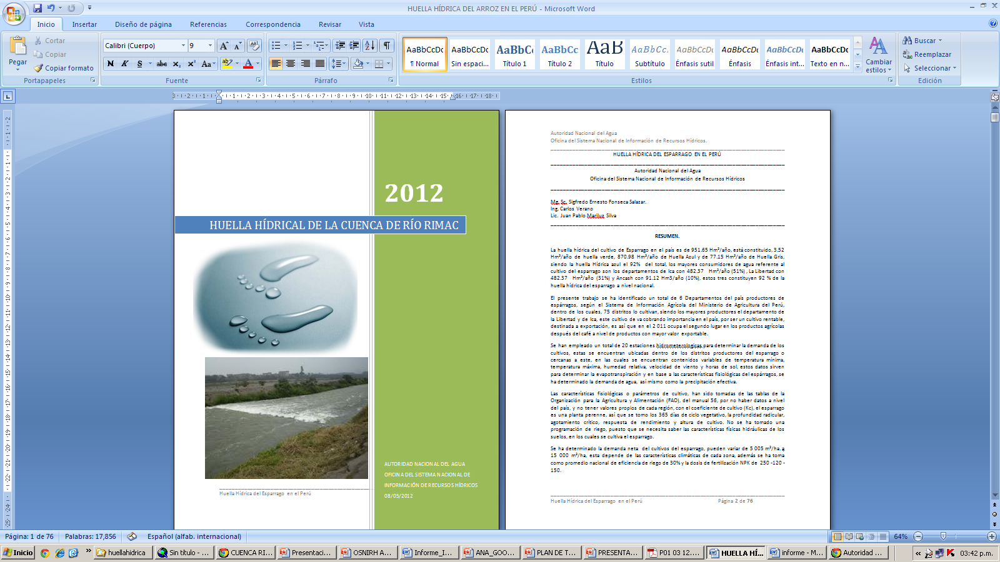 HUELLA HÍDRICA DEL ARROZ EN EL PERÚ - Microsoft Word
Inicio Insertar Diseño de página Referencias Correspondencia Revisar Vista
Pegar
Cortar
Copiar
Copiar formato
Portapapeles
Calibri (Cuerpo) 9
N K S abc x₂ x² Aa
Fuente
Párrafo
AaBbCcDc AaBbCcDc AaBbCc AaBbCc AaB AaBbCc. AaBbCcDc AaBbCcDc AaBbCcDc AaBbCcDc
¶ Normal Sin espaci... Título 1 Título 2 Título Subtítulo Énfasis sutil Énfasis Énfasis int... Texto en n...
Cambiar estilos
Estilos
Buscar
Reemplazar
Seleccionar
Edición
2012
HUELLA HÍDRICAL DE LA CUENCA DE RÍO RIMAC
AUTORIDAD NACIONAL DEL AGUA
OFICINA DEL SISTEMA NACIONAL DE
INFORMACIÓN DE RECURSOS HÍDRICOS
08/05/2012
Huella Hídrica del Esparrago en el Perú
Autoridad Nacional del Agua
Oficina del Sistema Nacional de Información de Recursos Hídricos.
HUELLA HÍDRICA DEL ESPARRAGO EN EL PERÚ
Autoridad Nacional del Agua
Oficina del Sistema Nacional de Información de Recursos Hídricos
Mg. Sc. Sigfredo Ernesto Fonseca Salazar.
Ing. Carlos Verano
Lic. Juan Pablo Mariluz Silva
RESUMEN.
La huella hídrica del cultivo de Esparrago en el país es de 951.65 Hm³/año, está constituido, 3.52
Hm³/año de huella verde, 870.98 Hm³/año de Huella Azul y de 77.15 Hm³/año de Huella Gris,
siendo la huella Hídrica azul el 92% del total, los mayores consumidores de agua referente al
cultivo del esparrago son los departamentos de Ica con 482.37 Hm³/año (51%) , La Libertad con
482.37 Hm³/año (31%) y Ancash con 91.12 Hm3/año (10%), estos tres constituyen 92 % de la
huella hídrica del esparrago a nivel nacional.
El presente trabajo se ha identificado un total de 6 Departamentos del país productores de
espárragos, según el Sistema de Información Agrícola del Ministerio de Agricultura del Perú,
dentro de los cuales, 75 distritos lo cultivan, siendo los mayores productores el departamento de
la Libertad y de Ica, este cultivo de va cobrando importancia en el país, por ser un cultivo rentable,
destinada a exportación, es así que en el 2 011 ocupa el segundo lugar en los productos agrícolas
después del café a nivel de productos con mayor valor exportable.
Se han empleado un total de 20 estaciones hidrometerologicas para determinar la demanda de los
cultivos, estas se encuentran ubicadas dentro de los distritos productores del esparrago o
cercanas a este, en las cuales se encuentran contenidos variables de temperatura mínima,
temperatura máxima, humedad relativa, velocidad de viento y horas de sol, estos datos sirven
para determinar la evapotranspiración y en base a las características fisiológicas del espárragos, se
ha determinado la demanda de agua, así mismo como la precipitación efectiva.
Las características fisiológicas o parámetros de cultivo, han sido tomadas de las tablas de la
Organización para la Agricultura y Alimentación (FAO), del manual 56, por no haber datos a nivel
del país, y no tener valores propios de cada región, con el coeficiente de cultivo (Kc), el esparrago
es una planta perenne, así que se tomo los 365 días de ciclo vegetativo, la profundidad radicular,
agotamiento crítico, respuesta de rendimiento y altura de cultivo. No se ha tomado una
programación de riego, puesto que se necesita saber las características físicas hidráulicas de los
suelos, en los cuales se cultiva el esparrago.
Se ha determinado la demanda neta del cultivos del esparrago, pueden variar de 5 005 m³/ha. a
15 000 m³/ha, esta depende de las características climáticas de cada zona, además se ha toma
como promedio nacional de eficiencia de riego de 30% y la dosis de fertilización NPK de 250 -120 -
150.
Huella Hídrica del Esparrago en el Perú Página 2 de 76
Página: 1 de 76 Palabras: 17,856 Español (alfab. internacional) 64%
Inicio » huellahidrica Sin título - ... CUENCA RI... Presentaci... OSNIRH A... Informe_I... ANA_GOO... PLAN DE T... PRESENTA... P01 03 12.... HUELLA HÍ... informe - M... Autoridad ... « 03:42 p.m.